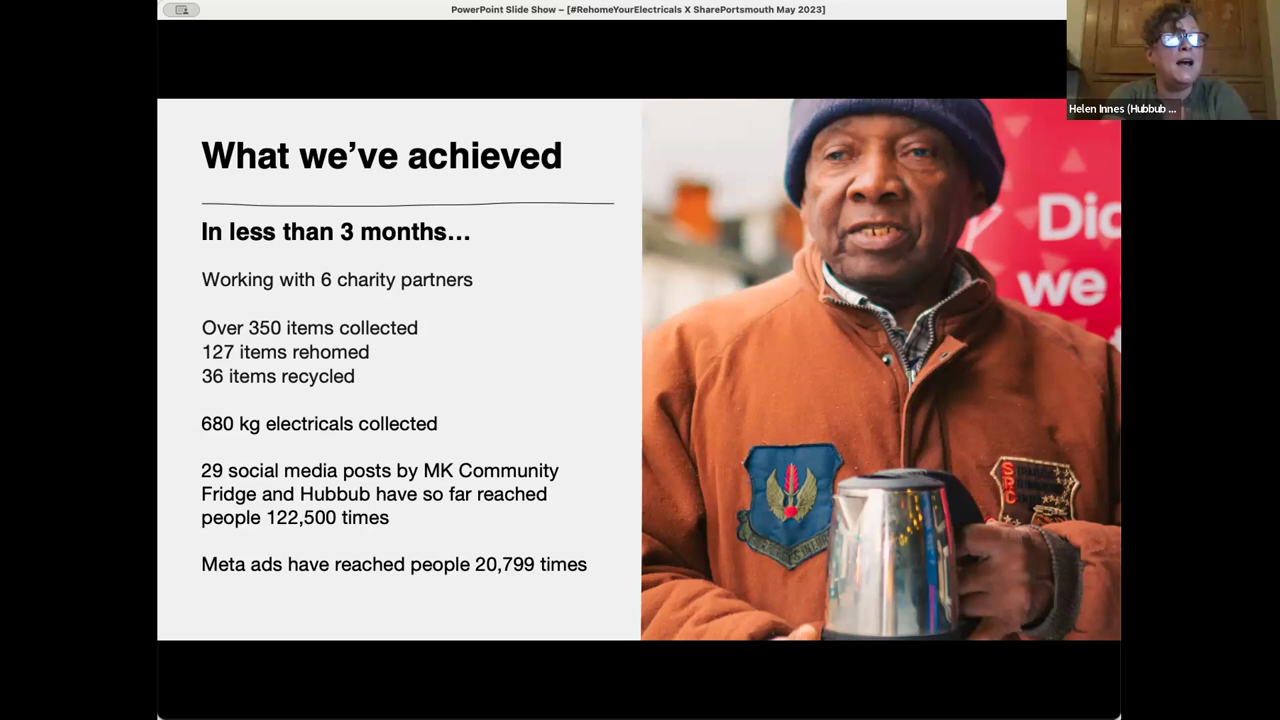 PowerPoint Slide Show – [#RehomeYourElectricals X SharePortsmouth May 2023]
Helen Innes (Hubbub ...
What we’ve achieved
In less than 3 months...
Working with 6 charity partners
Over 350 items collected
127 items rehomed
36 items recycled
680 kg electricals collected
29 social media posts by MK Community
Fridge and Hubbub have so far reached
people 122,500 times
Meta ads have reached people 20,799 times
we